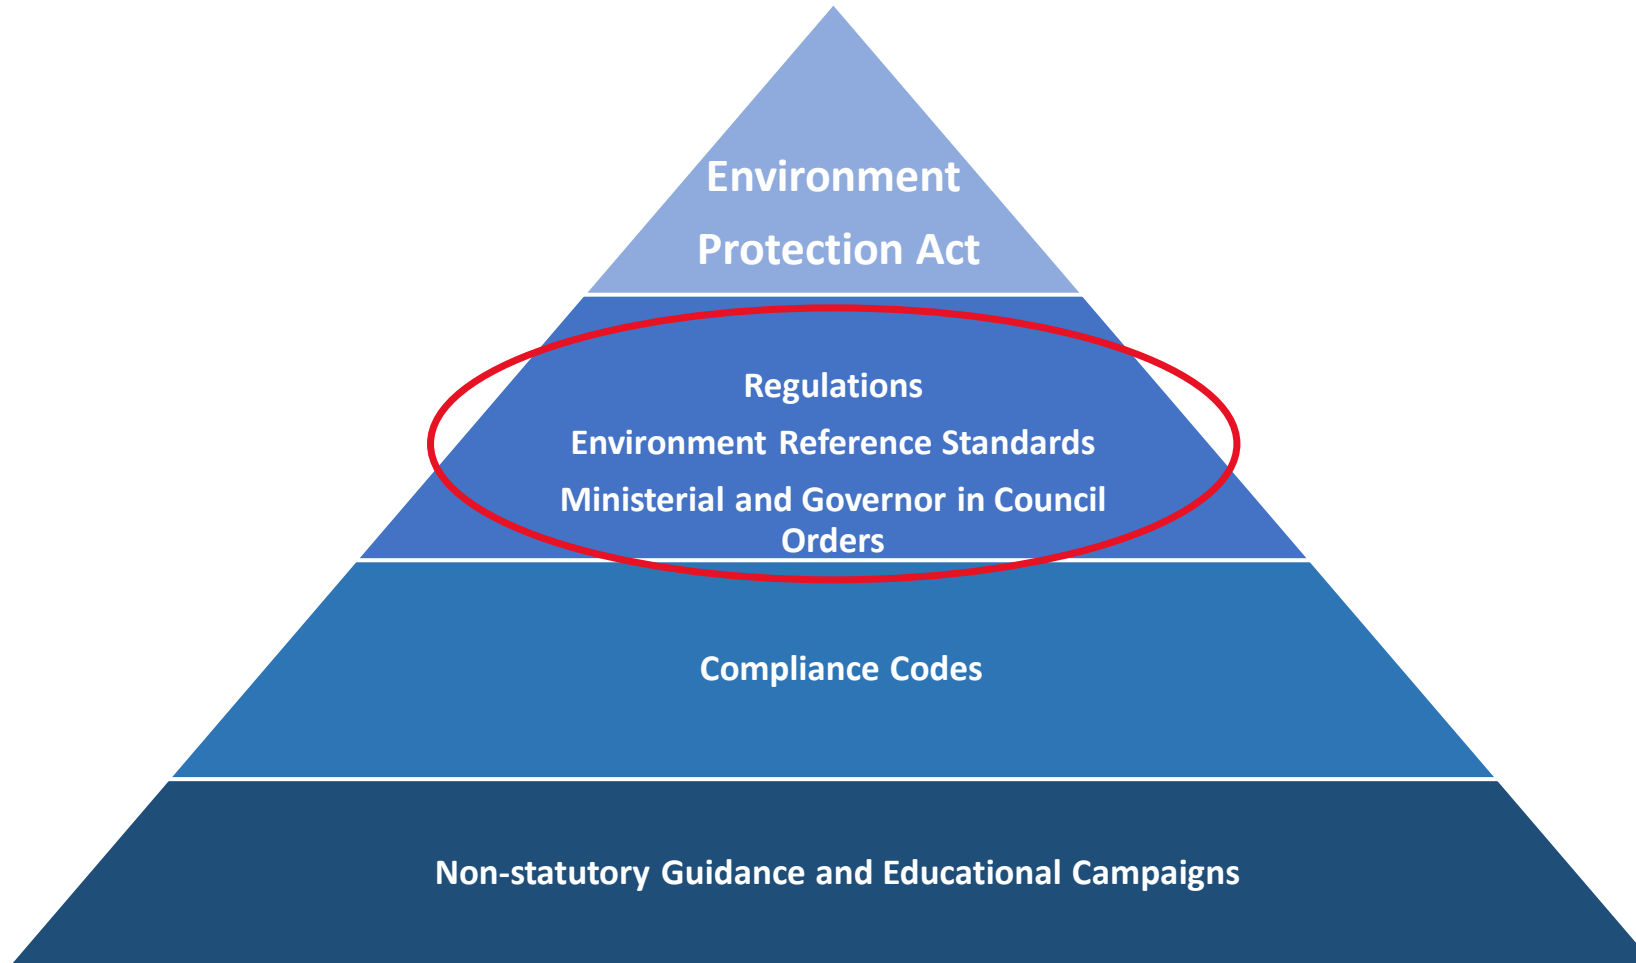 Environment
Protection Act
Regulations
Environment Reference Standards
Ministerial and Governor in Council
Orders
Compliance Codes
Non-statutory Guidance and Educational Campaigns